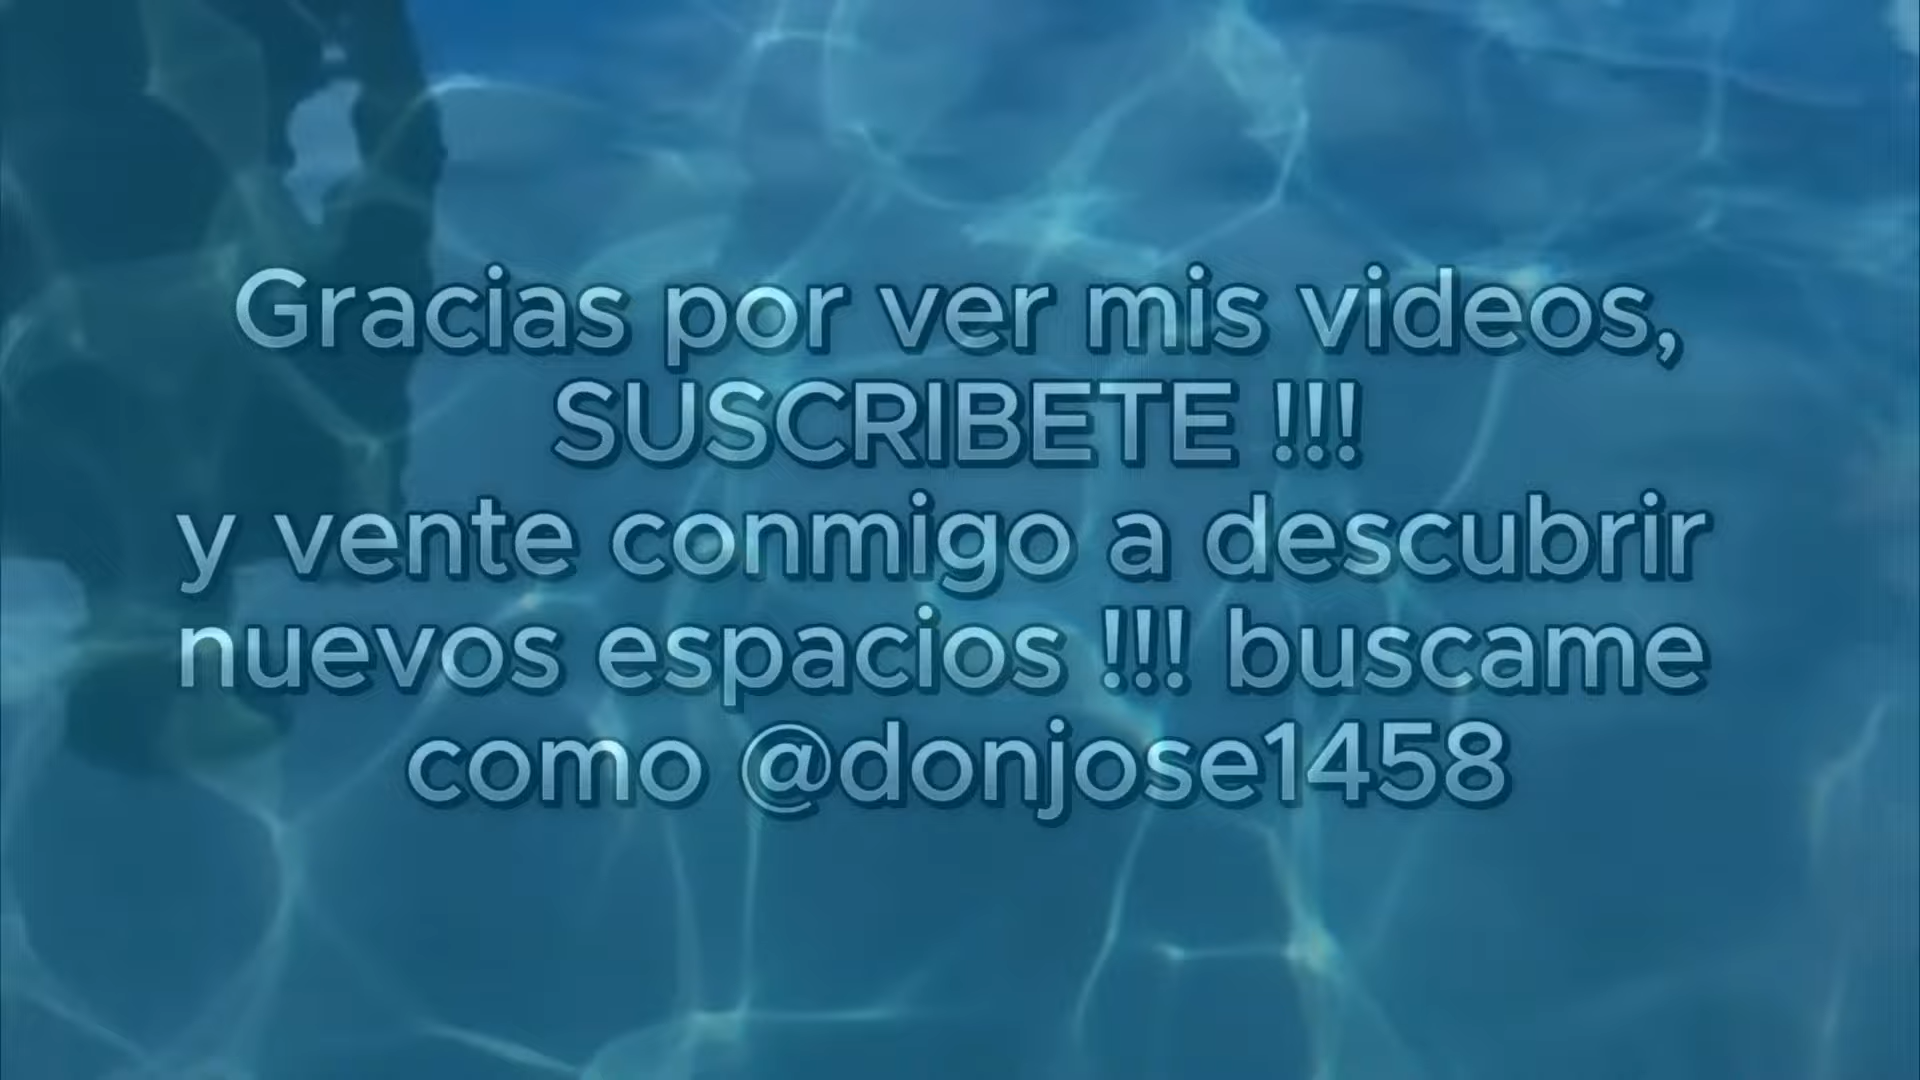 Gracias por ver mis videos,
SUSCRIBETE !!!
y vente conmigo a descubrir
nuevos espacios !!! buscame
como @donjose1458